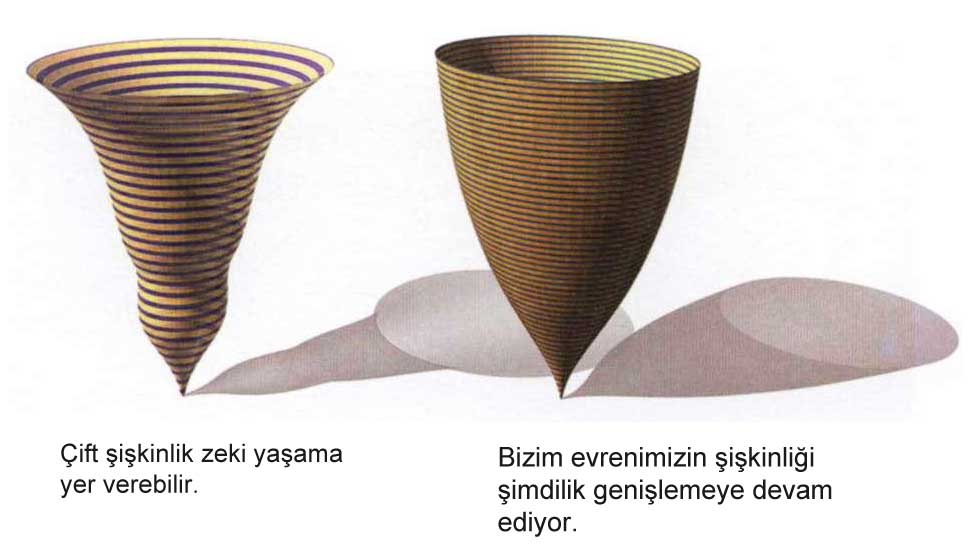 Çift şişkinlik zeki yaşama
yer verebilir.
Bizim evrenimizin şişkinliği
şimdilik genişlemeye devam
ediyor.